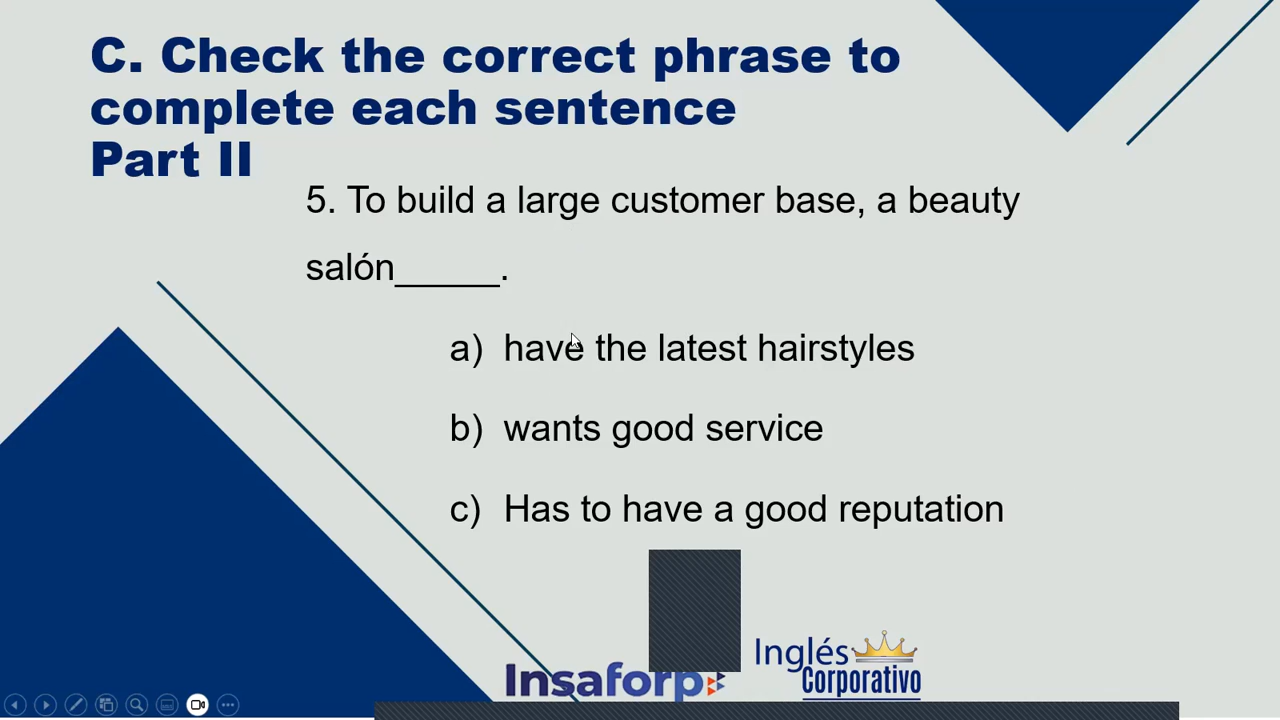 C. Check the correct phrase to
complete each sentence
Part II
5. To build a large customer base, a beauty
salón_____.
a) have the latest hairstyles
b) wants good service
c) Has to have a good reputation
Insaforp
Inglés
Corporativo